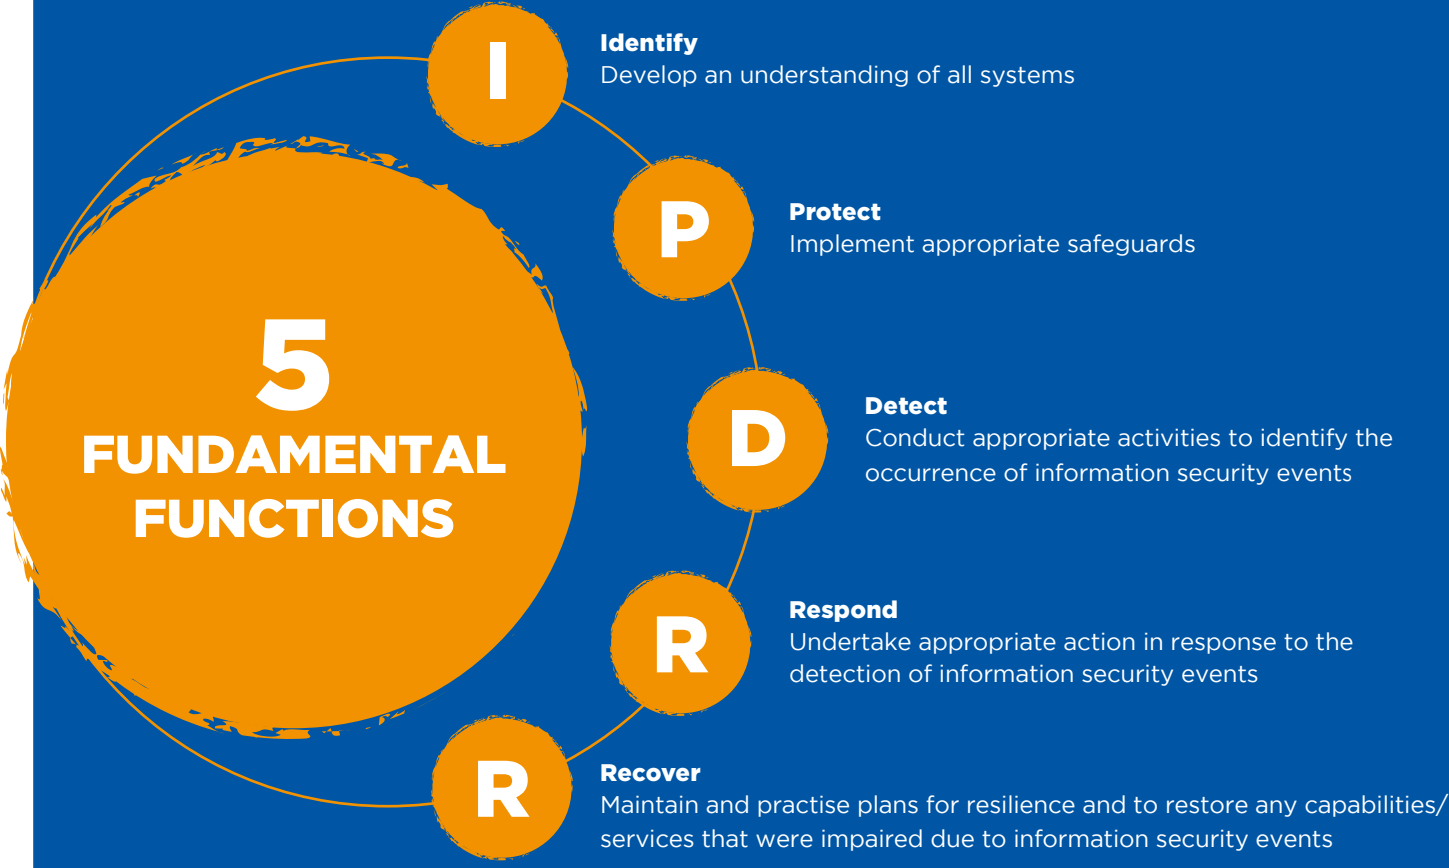 5
FUNDAMENTAL
FUNCTIONS
I
Identify
Develop an understanding of all systems
P
Protect
Implement appropriate safeguards
D
Detect
Conduct appropriate activities to identify the
occurrence of information security events
R
Respond
Undertake appropriate action in response to the
detection of information security events
R
Recover
Maintain and practise plans for resilience and to restore any capabilities/
services that were impaired due to information security events